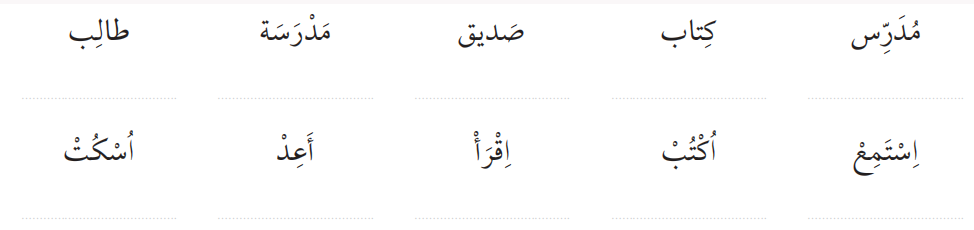 مُدَرِّس كِتاب صَديق مَدْرَسَة طالِب
اِسْتَمِعْ اُكْتُبْ اِقْرَأْ أَعِدْ اُسْكُتْ